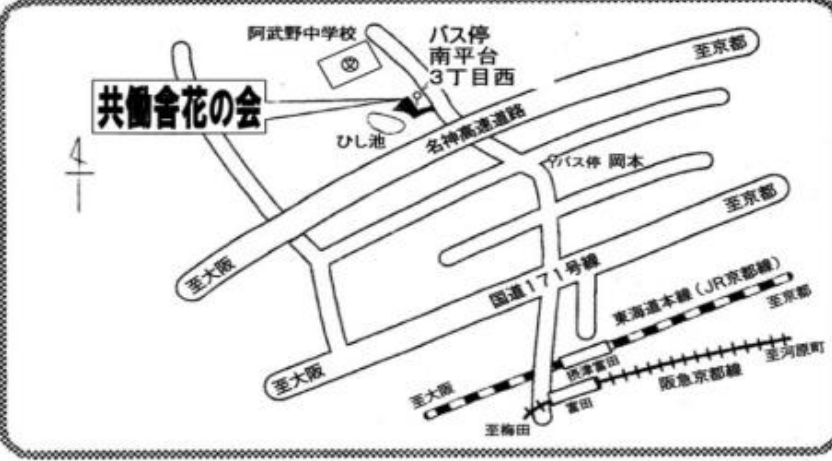 阿武野中学校
バス停
南平台
3丁目西
至京都
共働舎花の会
文
ひし池
名神高速道路
バス停 岡本
至京都
至大阪
国道171号線
東海道本線(JR京都線)
至京都
至大阪
摂津富田
至河原町
至大阪
阪急京都線
富田
至梅田